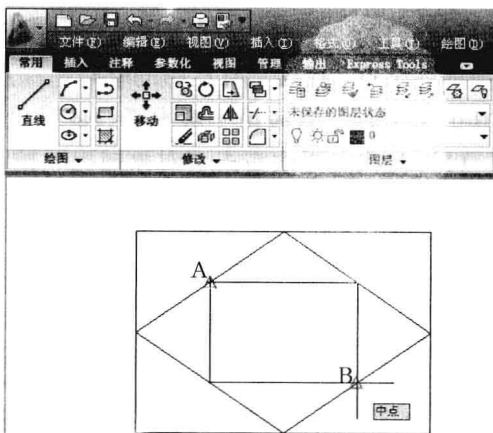 文件(F) 编辑(E) 视图(V) 插入(I) 格式(O) 工具(T) 绘图(D)
常用 插入 注释 参数化 视图 管理 输出 Express Tools
直线 移动 未保存的图层状态
0
绘图 修改 图层
A
B
中点